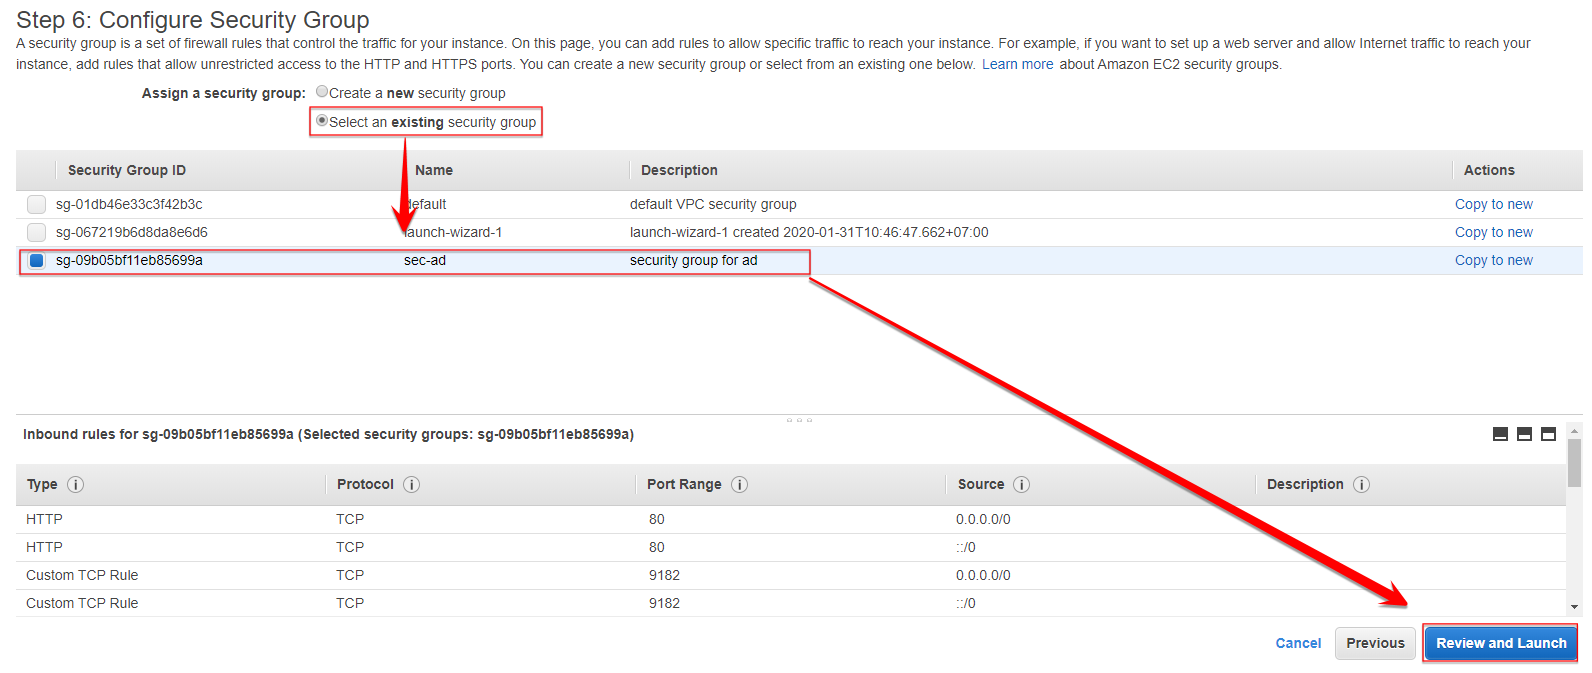 Step 6: Configure Security Group
A security group is a set of firewall rules that control the traffic for your instance. On this page, you can add rules to allow specific traffic to reach your instance. For example, if you want to set up a web server and allow Internet traffic to reach your
instance, add rules that allow unrestricted access to the HTTP and HTTPS ports. You can create a new security group or select from an existing one below. Learn more about Amazon EC2 security groups.
Assign a security group: Create a new security group
Select an existing security group
Security Group ID Name Description Actions
sg-01db46e33c3f42b3c default default VPC security group Copy to new
sg-067219b6d8da8e6d6 launch-wizard-1 launch-wizard-1 created 2020-01-31T10:46:47.662+07:00 Copy to new
sg-09b05bf11eb85699a sec-ad security group for ad Copy to new
Inbound rules for sg-09b05bf11eb85699a (Selected security groups: sg-09b05bf11eb85699a)
Type Protocol Port Range Source Description
HTTP TCP 80 0.0.0.0/0
HTTP TCP 80 ::/0
Custom TCP Rule TCP 9182 0.0.0.0/0
Custom TCP Rule TCP 9182 ::/0
Cancel Previous Review and Launch